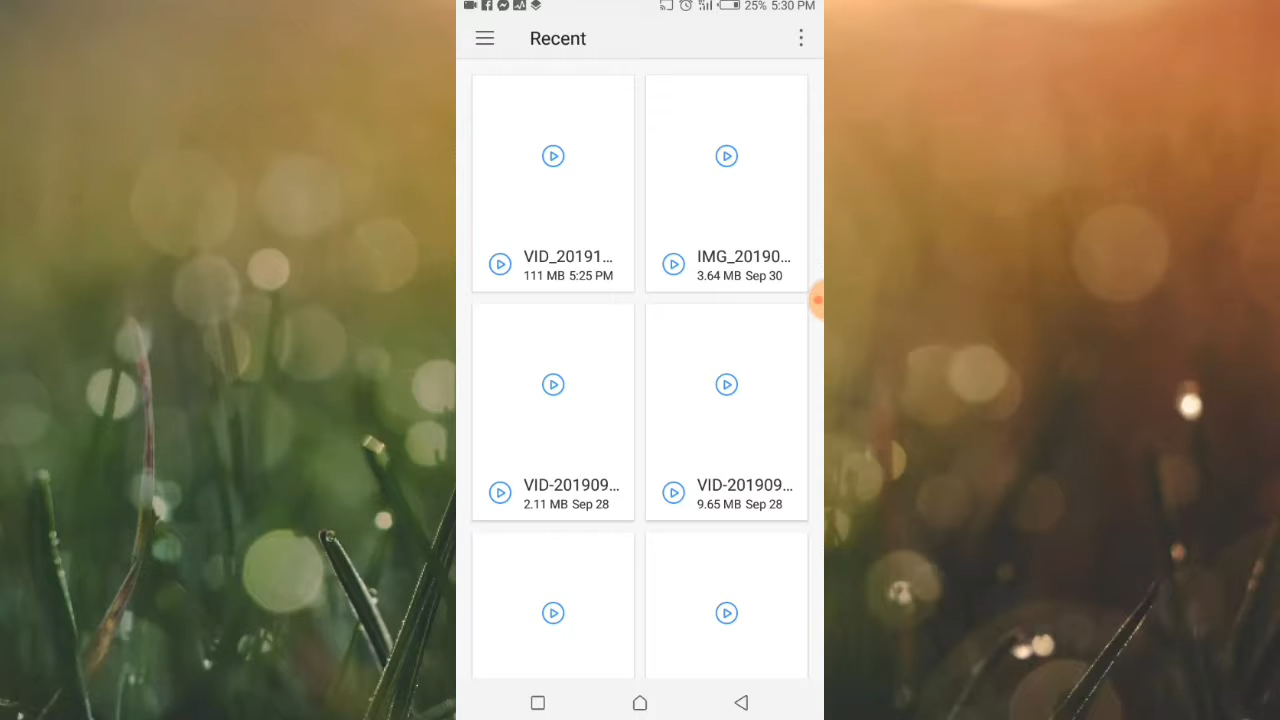 25% 5:30 PM
Recent
VID_20191...
111 MB 5:25 PM
IMG_20190...
3.64 MB Sep 30
VID-201909...
2.11 MB Sep 28
VID-201909...
9.65 MB Sep 28